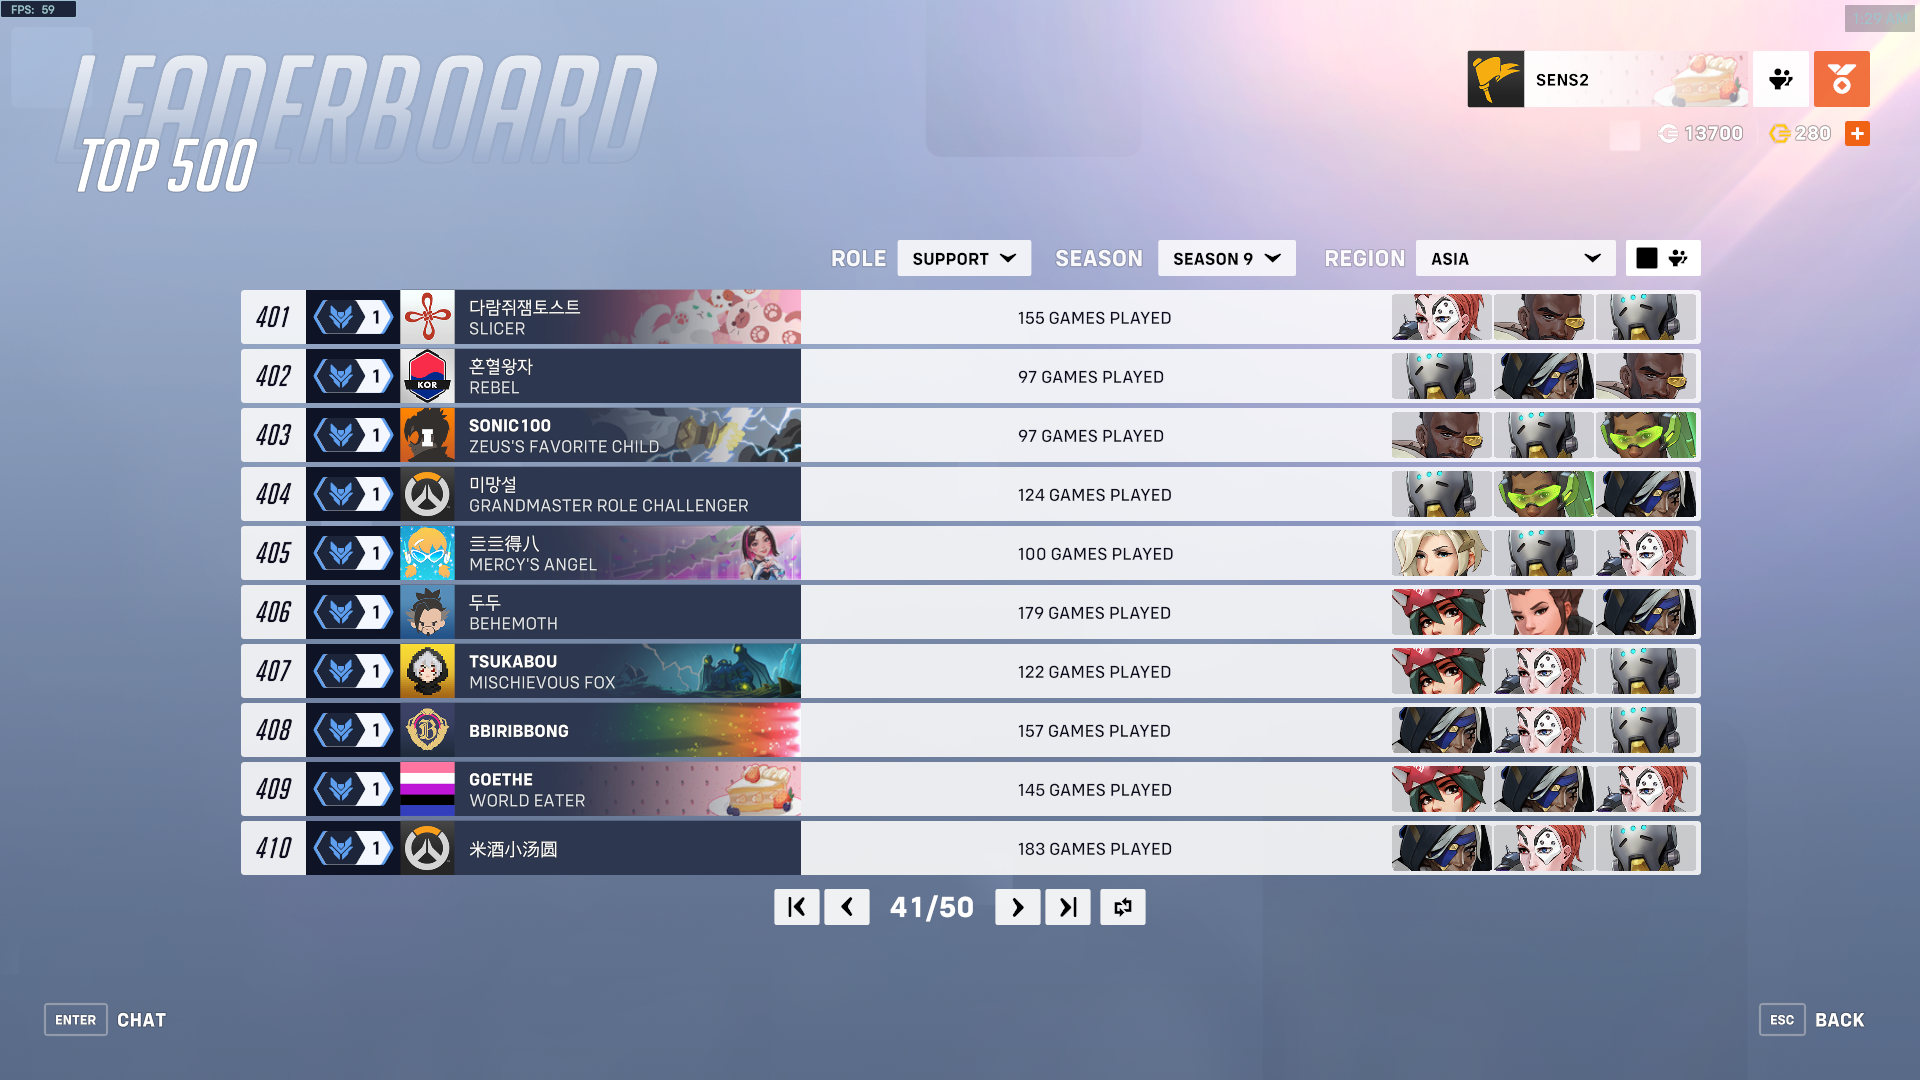 FPS: 59
LEADERBOARD
TOP 500
SENS2
13700
280
ROLE
SUPPORT
SEASON
SEASON 9
REGION
ASIA
401
1
다람쥐잼토스트
SLICER
155 GAMES PLAYED
402
1
KOR
혼혈왕자
REBEL
97 GAMES PLAYED
403
1
SONIC100
ZEUS'S FAVORITE CHILD
97 GAMES PLAYED
404
1
미망설
GRANDMASTER ROLE CHALLENGER
124 GAMES PLAYED
405
1
亖亖得八
MERCY'S ANGEL
100 GAMES PLAYED
406
1
두두
BEHEMOTH
179 GAMES PLAYED
407
1
TSUKABOU
MISCHIEVOUS FOX
122 GAMES PLAYED
408
1
B
BBIRIBBONG
157 GAMES PLAYED
409
1
GOETHE
WORLD EATER
145 GAMES PLAYED
410
1
米酒小汤圆
183 GAMES PLAYED
41/50
ENTER
CHAT
ESC
BACK